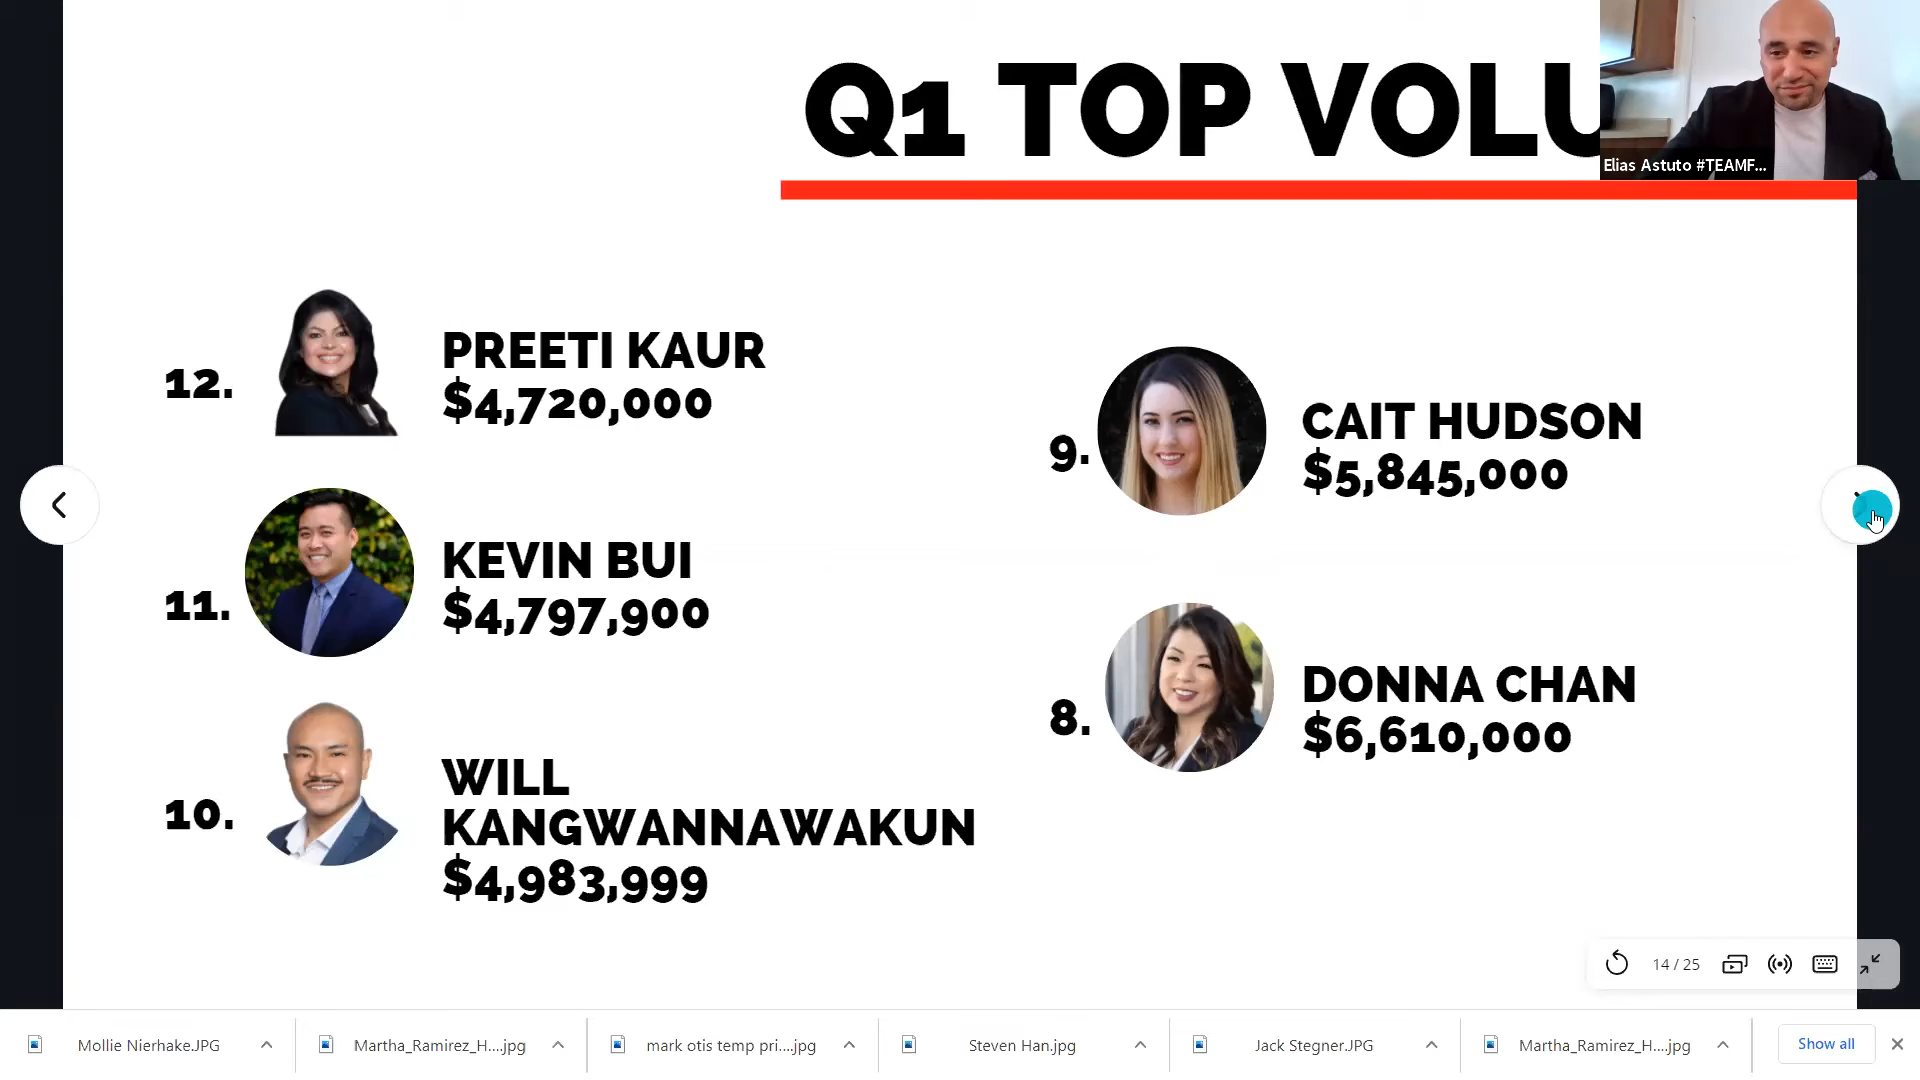 Q1 TOP VOLU
Elias Astuto #TEAMF...
12.
PREETI KAUR
$4,720,000
11.
KEVIN BUI
$4,797,900
10.
WILL
KANGWANNAWAKUN
$4,983,999
9.
CAIT HUDSON
$5,845,000
8.
DONNA CHAN
$6,610,000
14 / 25
Mollie Nierhake.JPG
Martha_Ramirez_H....jpg
mark otis temp pri....jpg
Steven Han.jpg
Jack Stegner.JPG
Martha_Ramirez_H....jpg
Show all